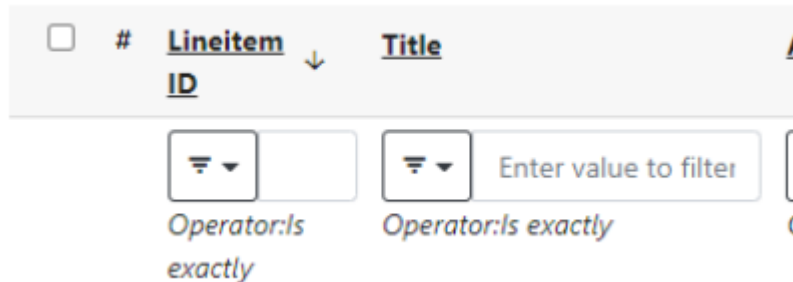 # Lineitem ID Title
Enter value to filter
Operator:Is exactly Operator:Is exactly